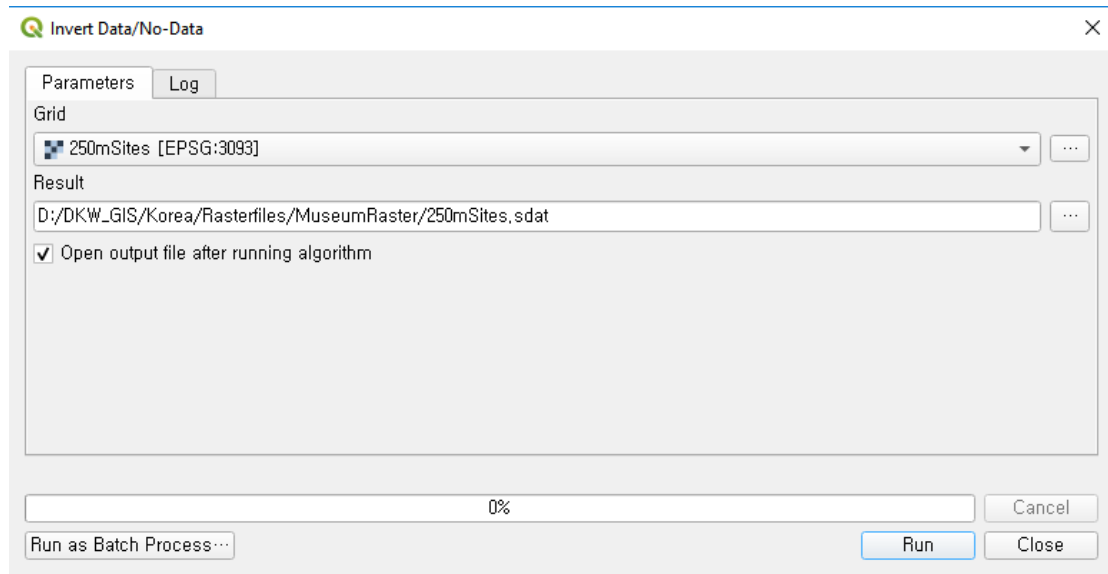 Invert Data/No-Data
Parameters
Log
Grid
250mSites [EPSG:3093]
...
Result
D:/DKW_GIS/Korea/Rasterfiles/MuseumRaster/250mSites.sdat
...
Open output file after running algorithm
0%
Cancel
Run as Batch Process...
Run
Close